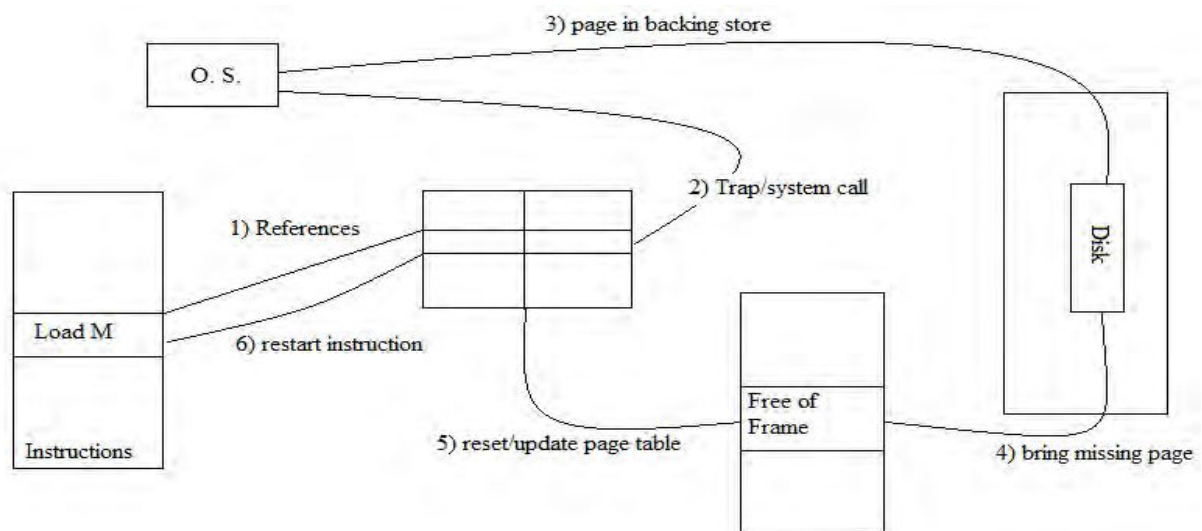 3) page in backing store
O. S.
2) Trap/system call
1) References
Disk
Load M
6) restart instruction
Free of
Frame
5) reset/update page table
Instructions
4) bring missing page